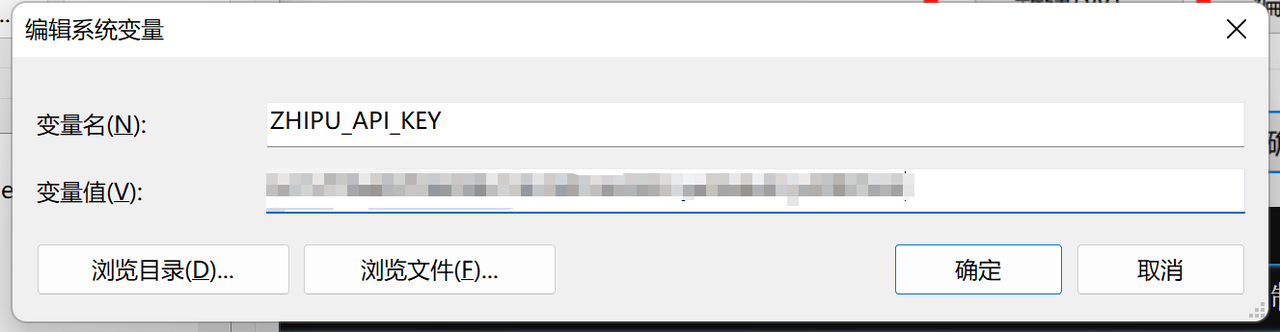 编辑系统变量
变量名(N):
ZHIPU_API_KEY
变量值(V):
浏览目录(D)...
浏览文件(F)...
确定
取消